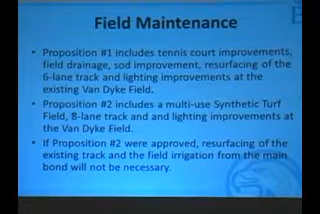 Field Maintenance
• Proposition #1 includes tennis court improvements,
field drainage, sod improvement, resurfacing of the
6-lane track and lighting improvements at the
existing Van Dyke Field.
• Proposition #2 includes a multi-use Synthetic Turf
Field, 8-lane track and and lighting improvements at
the Van Dyke Field.
• If Proposition #2 were approved, resurfacing of the
existing track and the field irrigation from the main
bond will not be necessary.